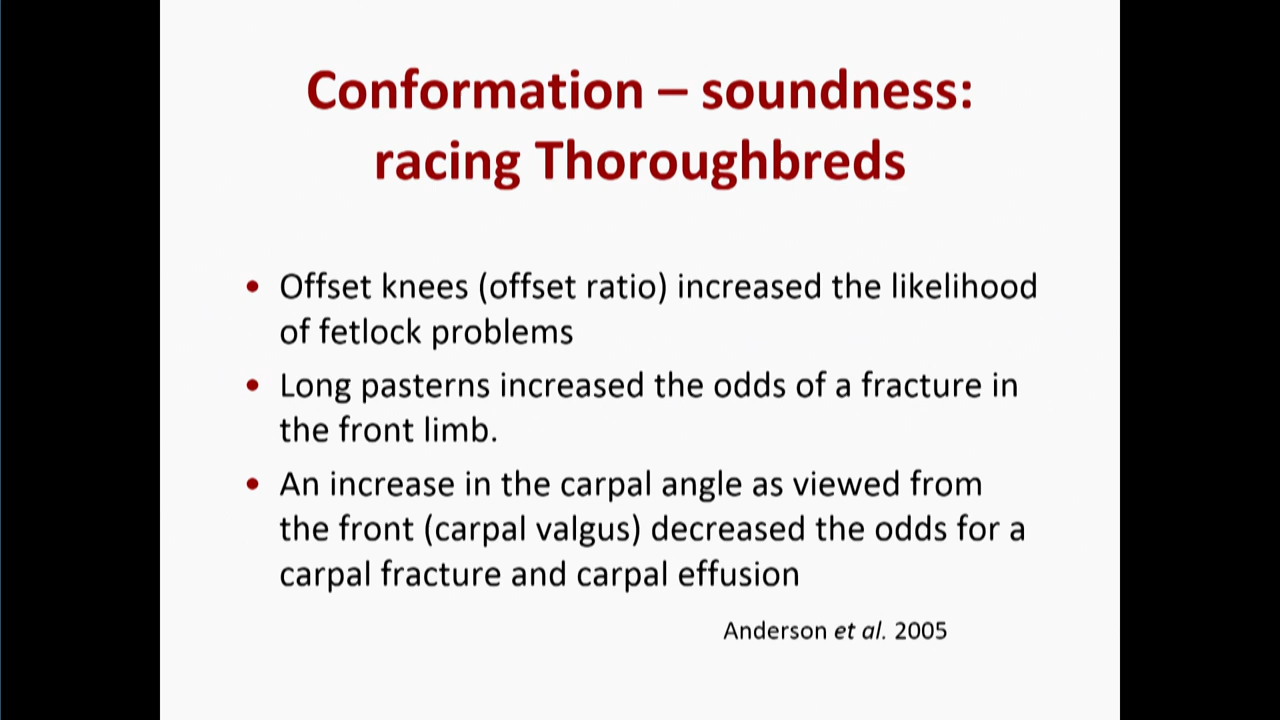 Conformation – soundness:
racing Thoroughbreds
• Offset knees (offset ratio) increased the likelihood
of fetlock problems
• Long pasterns increased the odds of a fracture in
the front limb.
• An increase in the carpal angle as viewed from
the front (carpal valgus) decreased the odds for a
carpal fracture and carpal effusion
Anderson et al. 2005